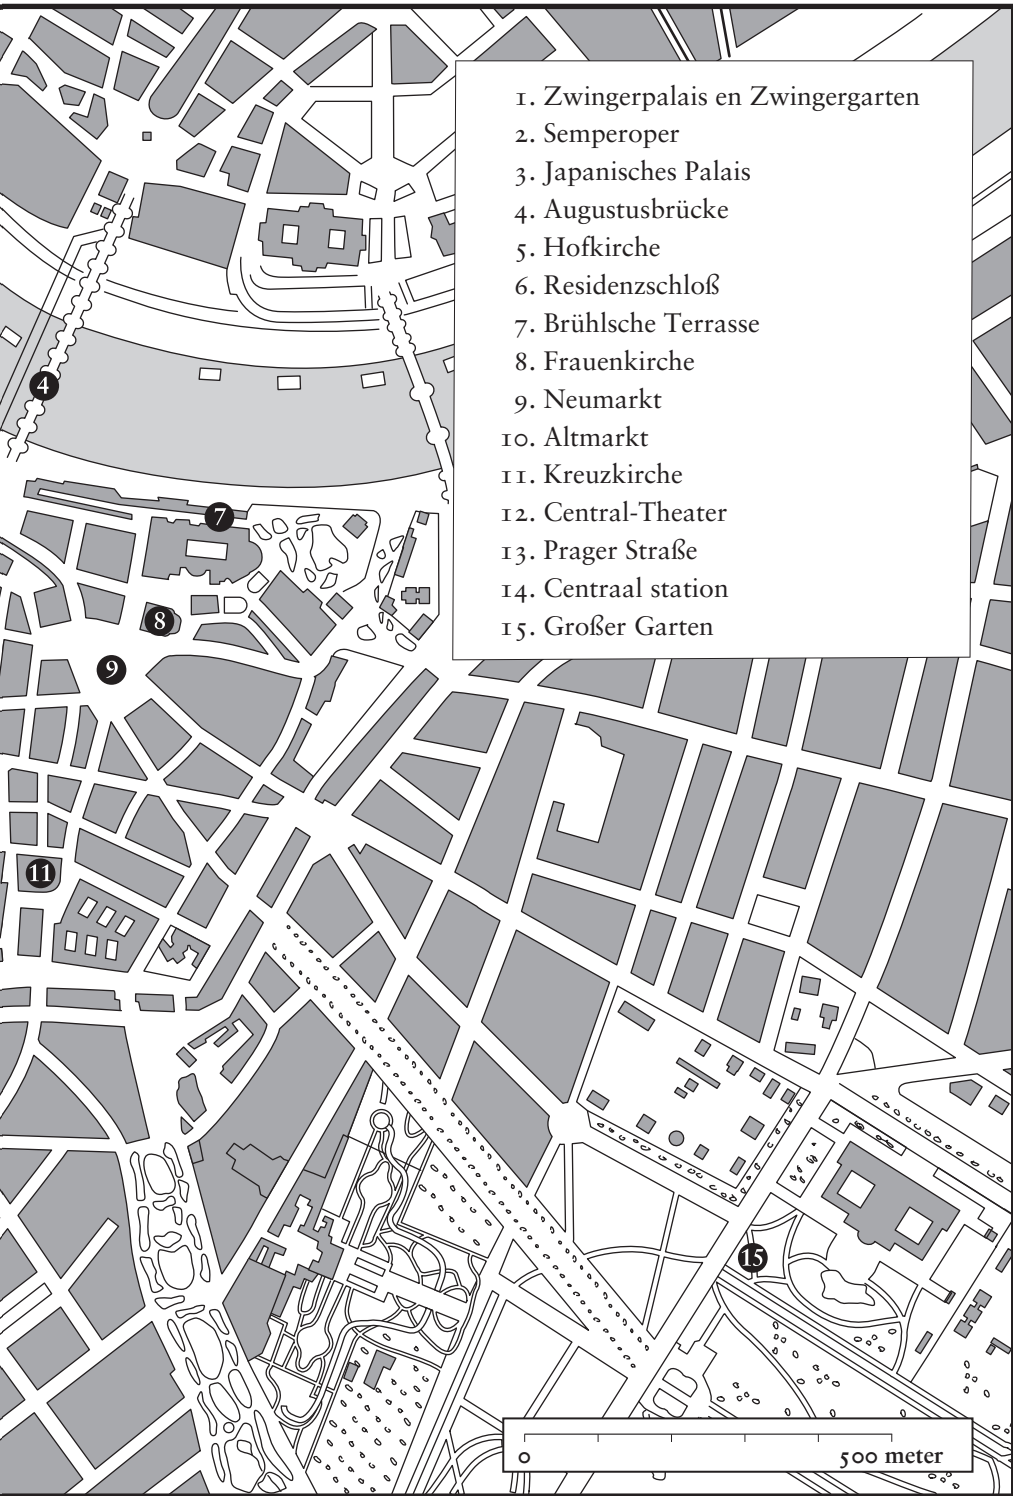 1. Zwingerpalais en Zwingergarten
2. Semperoper
3. Japanisches Palais
4. Augustusbrücke
5. Hofkirche
6. Residenzschloß
7. Brühlsche Terrasse
8. Frauenkirche
9. Neumarkt
10. Altmarkt
11. Kreuzkirche
12. Central-Theater
13. Prager Straße
14. Centraal station
15. Großer Garten
4
7
8
9
11
15
0 500 meter